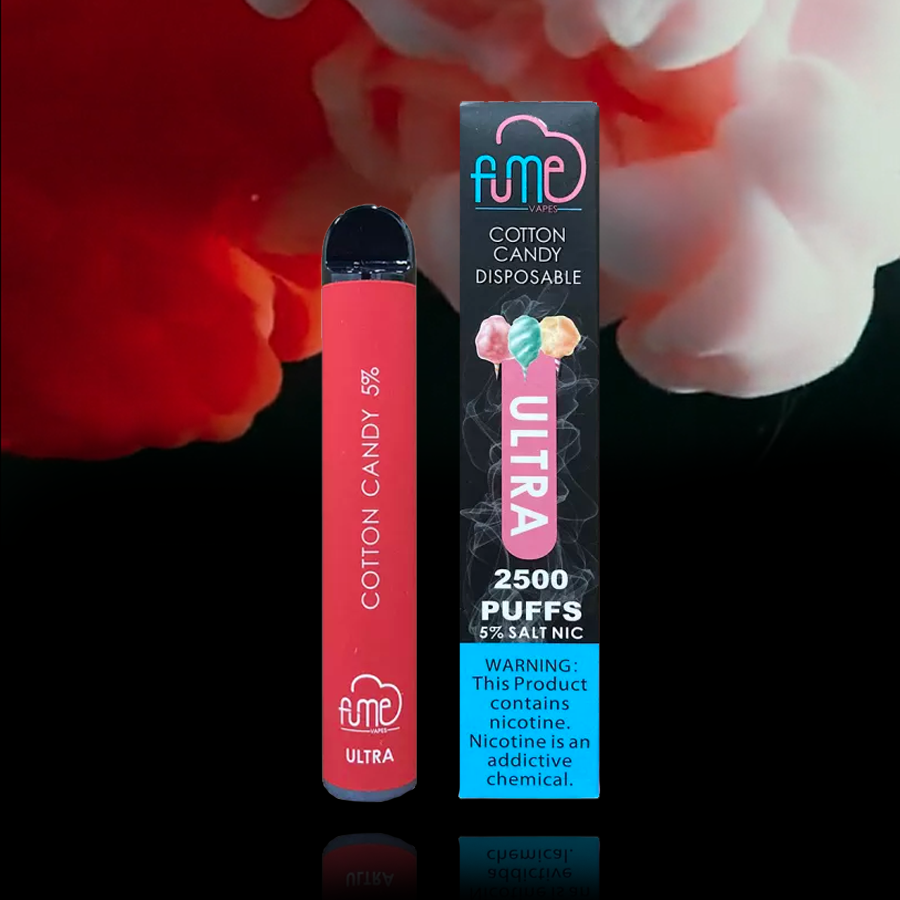 COTTON CANDY 5%
fume
VAPES
ULTRA
fume
VAPES
COTTON
CANDY
DISPOSABLE
ULTRA
2500
PUFFS
5% SALT NIC
WARNING:
This Product
contains
nicotine.
Nicotine is an
addictive
chemical.